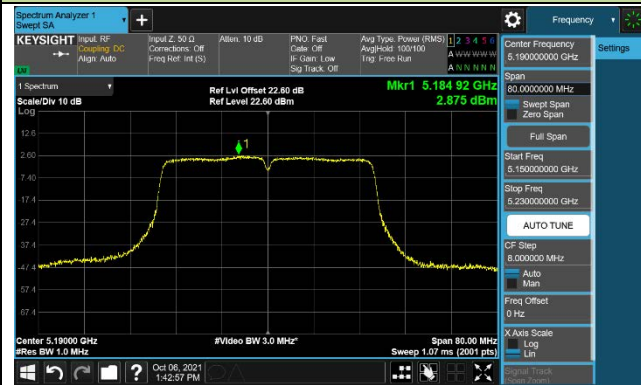 Spectrum Analyzer 1
Swept SA
Frequency
KEYSIGHT
Input: RF
Coupling: DC
Align: Auto
Input Z: 50 Ω
Corrections: Off
Freq Ref: Int (S)
Atten: 10 dB
PNO: Fast
Gate: Off
IF Gain: Low
Sig Track: Off
Avg Type: Power (RMS)
Avg|Hold: 100/100
Trig: Free Run
1 2 3 4 5 6
A W W W W W
A N N N N N
1 Spectrum
Scale/Div 10 dB
Log
Ref Lvl Offset 22.60 dB
Ref Level 22.60 dBm
Mkr1 5.184 92 GHz
2.875 dBm
1
12.6
2.60
-7.40
-17.4
-27.4
-37.4
-47.4
-57.4
-67.4
Center 5.19000 GHz
#Res BW 1.0 MHz
#Video BW 3.0 MHz*
Span 80.00 MHz
Sweep 1.07 ms (2001 pts)
Oct 06, 2021
1:42:57 PM
Center Frequency
5.190000000 GHz
Settings
Span
80.0000000 MHz
Swept Span
Zero Span
Full Span
Start Freq
5.150000000 GHz
Stop Freq
5.230000000 GHz
AUTO TUNE
CF Step
8.000000 MHz
Auto
Man
Freq Offset
0 Hz
X Axis Scale
Log
Lin
Signal Track
(Span Zoom)